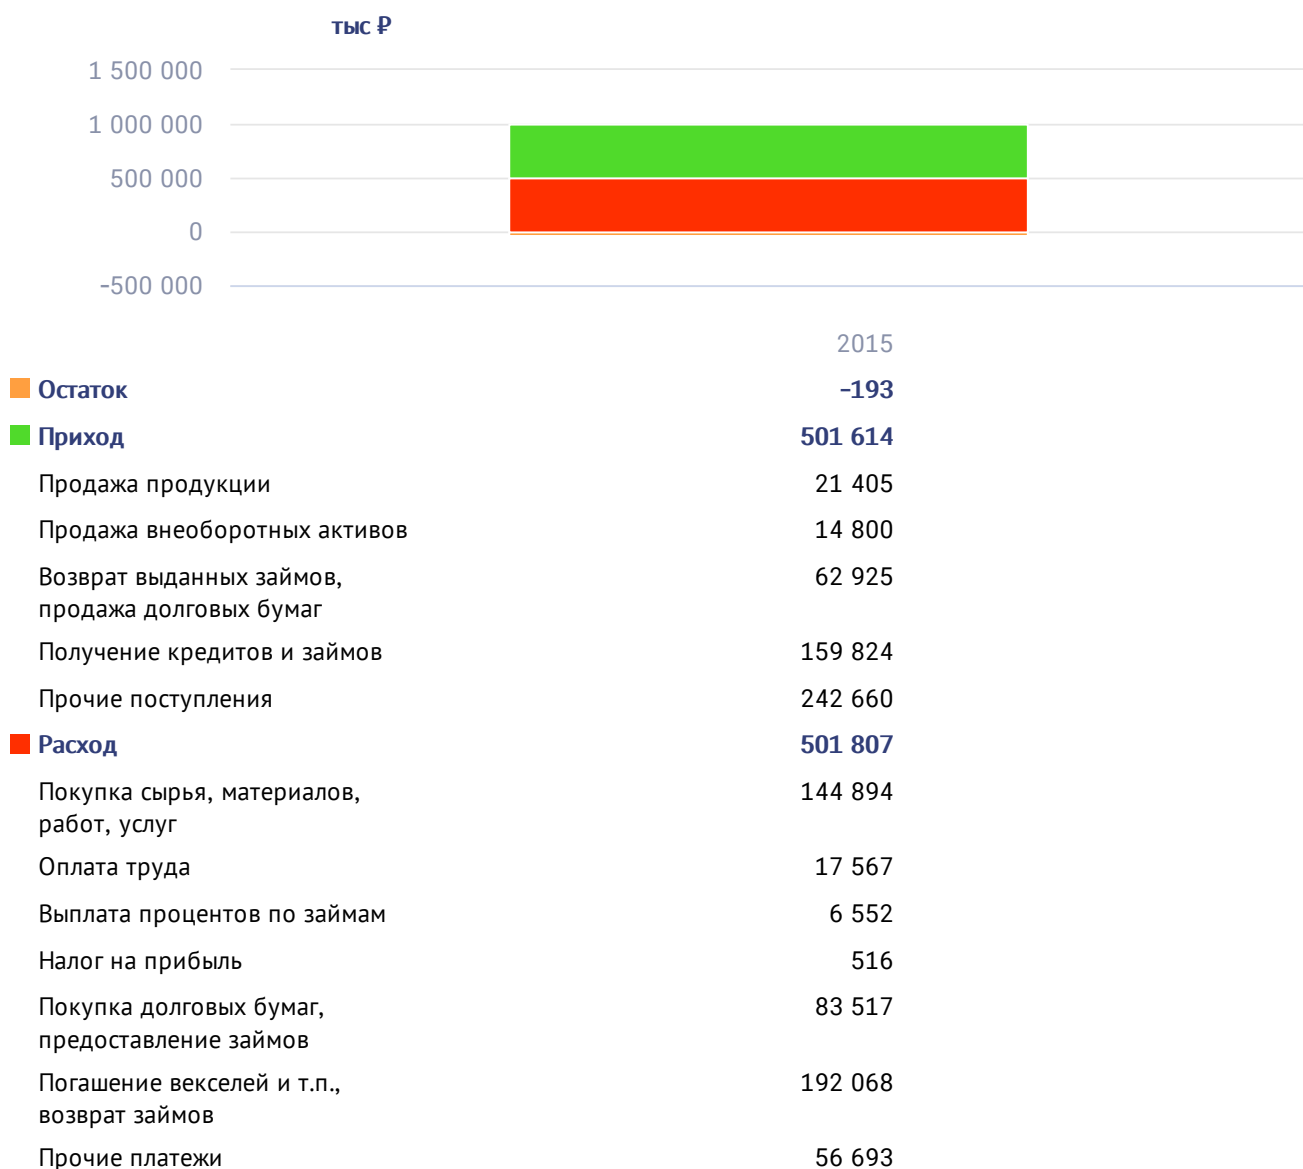 тыс ₽
1 500 000
1 000 000
500 000
0
-500 000
2015
Остаток -193
Приход 501 614
Продажа продукции 21 405
Продажа внеоборотных активов 14 800
Возврат выданных займов, 62 925
продажа долговых бумаг
Получение кредитов и займов 159 824
Прочие поступления 242 660
Расход 501 807
Покупка сырья, материалов, 144 894
работ, услуг
Оплата труда 17 567
Выплата процентов по займам 6 552
Налог на прибыль 516
Покупка долговых бумаг, 83 517
предоставление займов
Погашение векселей и т.п., 192 068
возврат займов
Прочие платежи 56 693